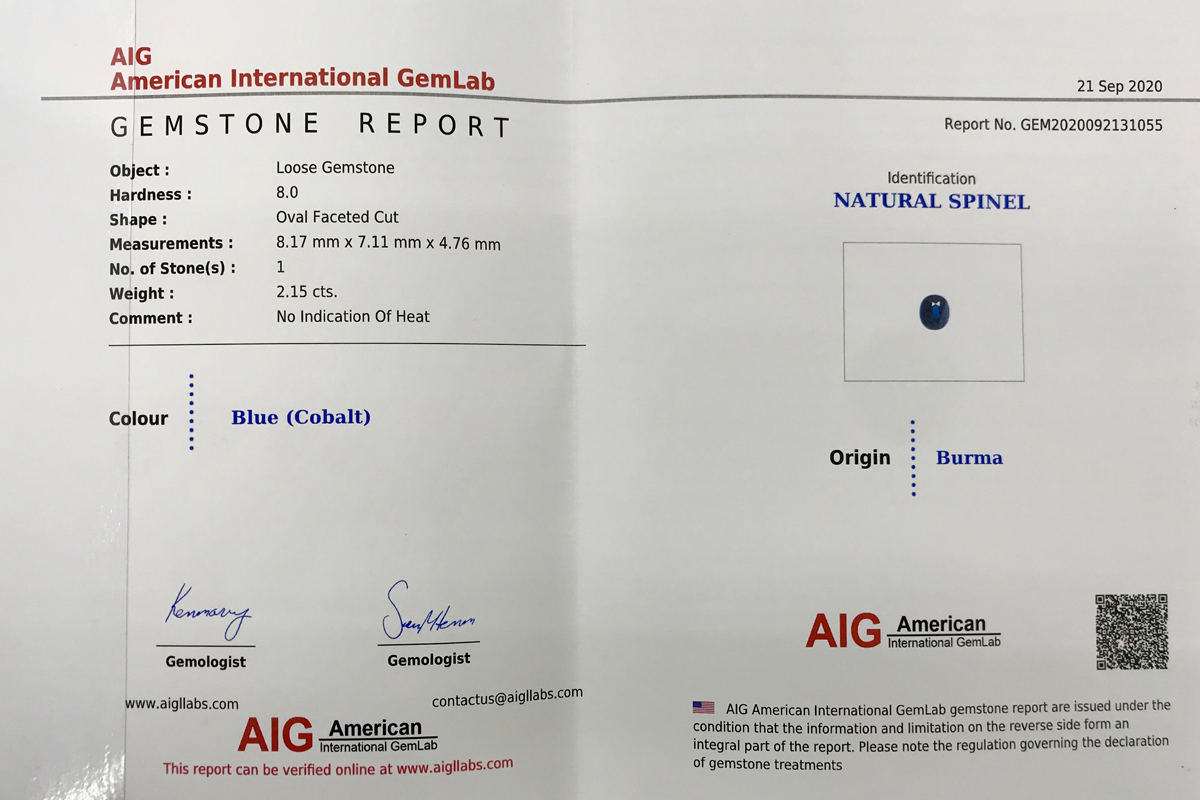 AIG
American International GemLab
21 Sep 2020
GEMSTONE REPORT
Report No. GEM2020092131055
Object : Loose Gemstone
Hardness : 8.0
Shape : Oval Faceted Cut
Measurements : 8.17 mm x 7.11 mm x 4.76 mm
No. of Stone(s) : 1
Weight : 2.15 cts.
Comment : No Indication Of Heat
Identification
NATURAL SPINEL
Colour Blue (Cobalt)
Origin Burma
Gemologist Gemologist
www.aigllabs.com contactus@aigllabs.com
AIG American
International GemLab
This report can be verified online at www.aigllabs.com
AIG American
International GemLab
AIG American International GemLab gemstone report are issued under the
condition that the information and limitation on the reverse side form an
integral part of the report. Please note the regulation governing the declaration
of gemstone treatments